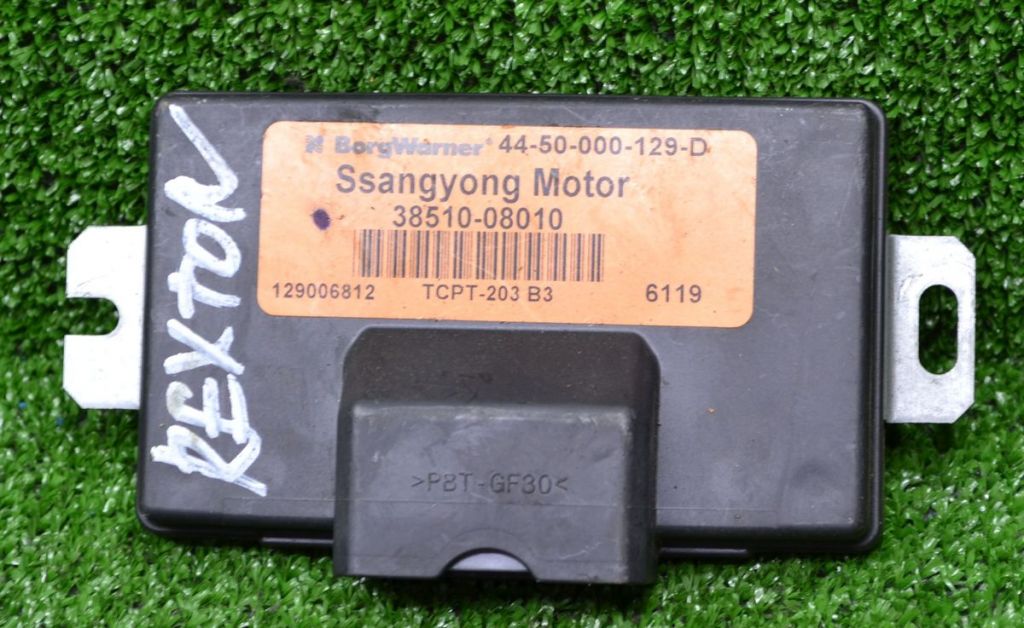 BorgWarner 44-50-000-129-D
Ssangyong Motor
38510-08010
129006812 TCPT-203 B3 6119
REXTON
>PBT-GF30<